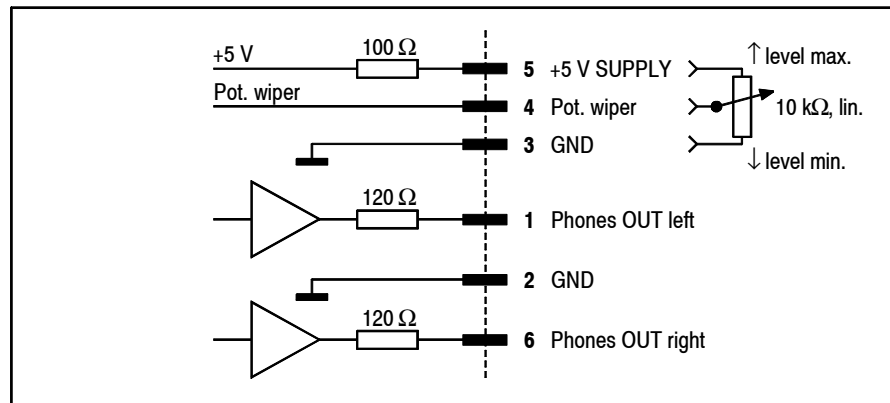 +5 V 100 Ω 5 +5 V SUPPLY ↑ level max.
Pot. wiper 4 Pot. wiper 10 kΩ, lin.
3 GND ↓ level min.
120 Ω 1 Phones OUT left
2 GND
120 Ω 6 Phones OUT right